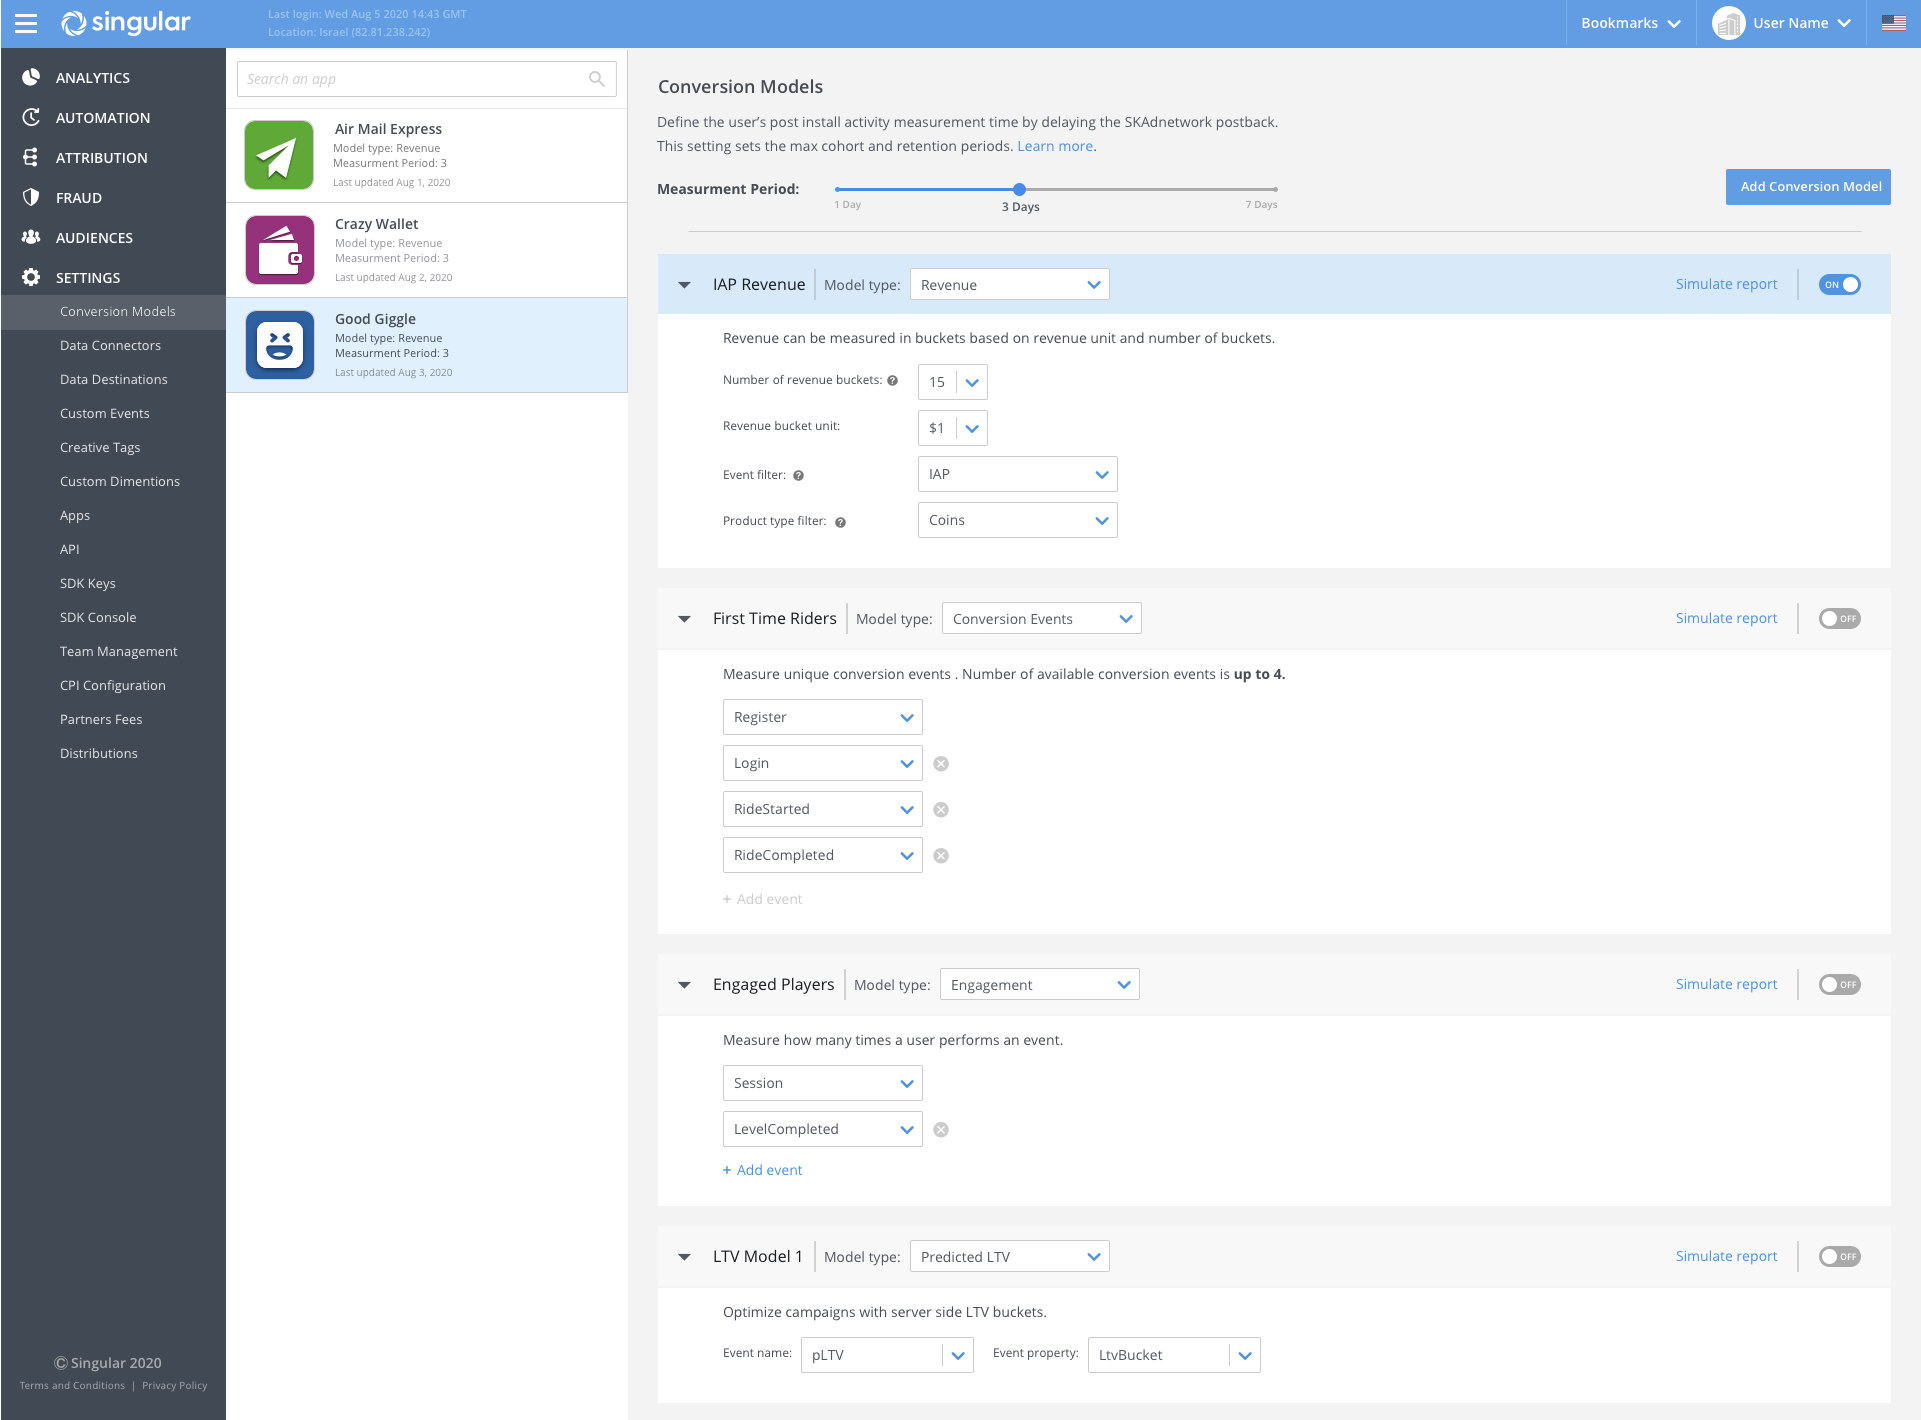 singular
Last login: Wed Aug 5 2020 14:43 GMT
Location: Israel (82.81.238.242)
Bookmarks
User Name
ANALYTICS
AUTOMATION
ATTRIBUTION
FRAUD
AUDIENCES
SETTINGS
Conversion Models
Data Connectors
Data Destinations
Custom Events
Creative Tags
Custom Dimentions
Apps
API
SDK Keys
SDK Console
Team Management
CPI Configuration
Partners Fees
Distributions
© Singular 2020
Terms and Conditions | Privacy Policy
Search an app
Air Mail Express
Model type: Revenue
Measurment Period: 3
Last updated Aug 1, 2020
Crazy Wallet
Model type: Revenue
Measurment Period: 3
Last updated Aug 2, 2020
Good Giggle
Model type: Revenue
Measurment Period: 3
Last updated Aug 3, 2020
Conversion Models
Define the user's post install activity measurement time by delaying the SKAdnetwork postback.
This setting sets the max cohort and retention periods. Learn more.
Measurment Period:
1 Day
3 Days
7 Days
Add Conversion Model
IAP Revenue Model type: Revenue Simulate report ON
Revenue can be measured in buckets based on revenue unit and number of buckets.
Number of revenue buckets: ? 15
Revenue bucket unit: $1
Event filter: ? IAP
Product type filter: ? Coins
First Time Riders Model type: Conversion Events Simulate report OFF
Measure unique conversion events . Number of available conversion events is up to 4.
Register
Login
RideStarted
RideCompleted
+ Add event
Engaged Players Model type: Engagement Simulate report OFF
Measure how many times a user performs an event.
Session
LevelCompleted
+ Add event
LTV Model 1 Model type: Predicted LTV Simulate report OFF
Optimize campaigns with server side LTV buckets.
Event name: pLTV Event property: LtvBucket